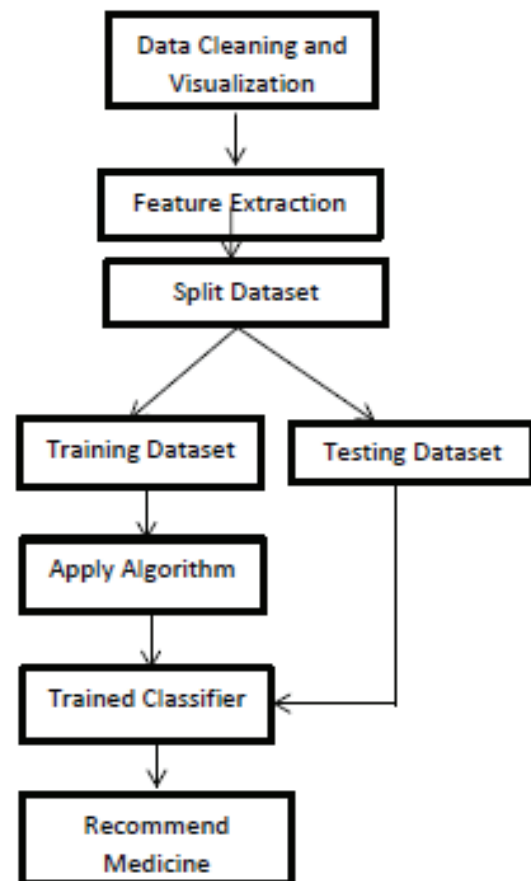 Data Cleaning and
Visualization
Feature Extraction
Split Dataset
Training Dataset
Testing Dataset
Apply Algorithm
Trained Classifier
Recommend
Medicine